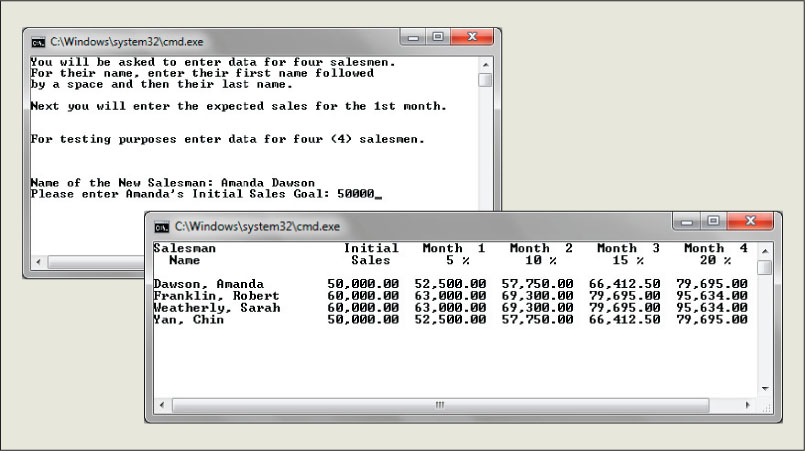 C:\Windows\system32\cmd.exe
You will be asked to enter data for four salesmen.
For their name, enter their first name followed
by a space and then their last name.
Next you will enter the expected sales for the 1st month.
For testing purposes enter data for four (4) salesmen.
Name of the New Salesman: Amanda Dawson
Please enter Amanda's Initial Sales Goal: 50000_
C:\Windows\system32\cmd.exe
Salesman Initial Month 1 Month 2 Month 3 Month 4
Name Sales 5 % 10 % 15 % 20 %
Dawson, Amanda 50,000.00 52,500.00 57,750.00 66,412.50 79,695.00
Franklin, Robert 60,000.00 63,000.00 69,300.00 79,695.00 95,634.00
Weatherly, Sarah 60,000.00 63,000.00 69,300.00 79,695.00 95,634.00
Yan, Chin 50,000.00 52,500.00 57,750.00 66,412.50 79,695.00